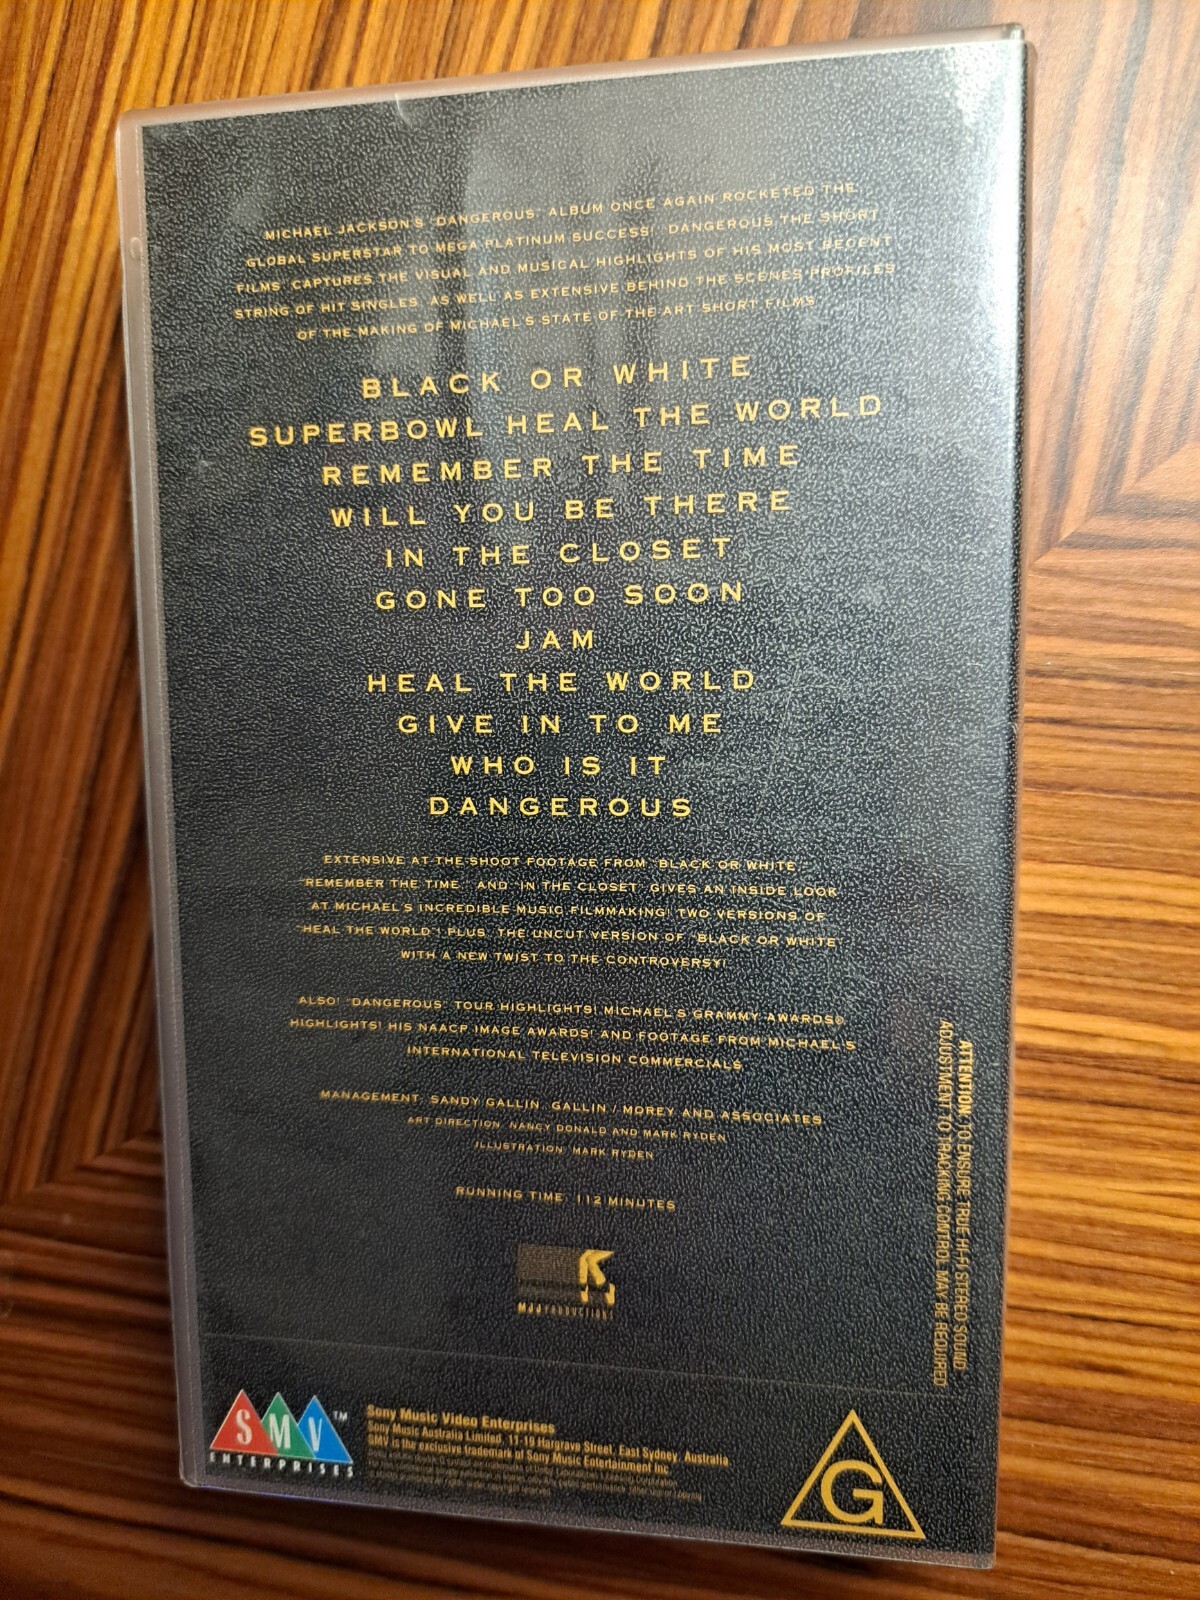 MICHAEL JACKSON'S "DANGEROUS" ALBUM ONCE AGAIN ROCKETED THE
GLOBAL SUPERSTAR TO MEGA PLATINUM SUCCESS! "DANGEROUS THE SHORT
FILMS" CAPTURES THE VISUAL AND MUSICAL HIGHLIGHTS OF HIS MOST RECENT
STRING OF HIT SINGLES, AS WELL AS EXTENSIVE BEHIND THE SCENES PROFILES
OF THE MAKING OF MICHAEL'S STATE OF THE ART SHORT FILMS
BLACK OR WHITE
SUPERBOWL HEAL THE WORLD
REMEMBER THE TIME
WILL YOU BE THERE
IN THE CLOSET
GONE TOO SOON
JAM
HEAL THE WORLD
GIVE IN TO ME
WHO IS IT
DANGEROUS
EXTENSIVE AT THE SHOOT FOOTAGE FROM "BLACK OR WHITE"
"REMEMBER THE TIME" AND "IN THE CLOSET" GIVES AN INSIDE LOOK
AT MICHAEL'S INCREDIBLE MUSIC FILMMAKING! TWO VERSIONS OF
"HEAL THE WORLD"! PLUS, THE UNCUT VERSION OF "BLACK OR WHITE"
WITH A NEW TWIST TO THE CONTROVERSY!
ALSO! "DANGEROUS" TOUR HIGHLIGHTS! MICHAEL'S GRAMMY AWARDS®
HIGHLIGHTS! HIS NAACP IMAGE AWARDS! AND FOOTAGE FROM MICHAEL'S
INTERNATIONAL TELEVISION COMMERCIALS
MANAGEMENT: SANDY GALLIN, GALLIN / MOREY AND ASSOCIATES
ART DIRECTION: NANCY DONALD AND MARK RYDEN
ILLUSTRATION: MARK RYDEN
RUNNING TIME: 112 MINUTES
MJJ PRODUCTIONS
ATTENTION: TO ENSURE TRUE HI-FI STEREO SOUND
ADJUSTMENT TO TRACKING CONTROL MAY BE REQUIRED
SMV™
ENTERPRISES
Sony Music Video Enterprises
Sony Music Australia Limited, 11-19 Hargrave Street, East Sydney, Australia
SMV is the exclusive trademark of Sony Music Entertainment Inc
G